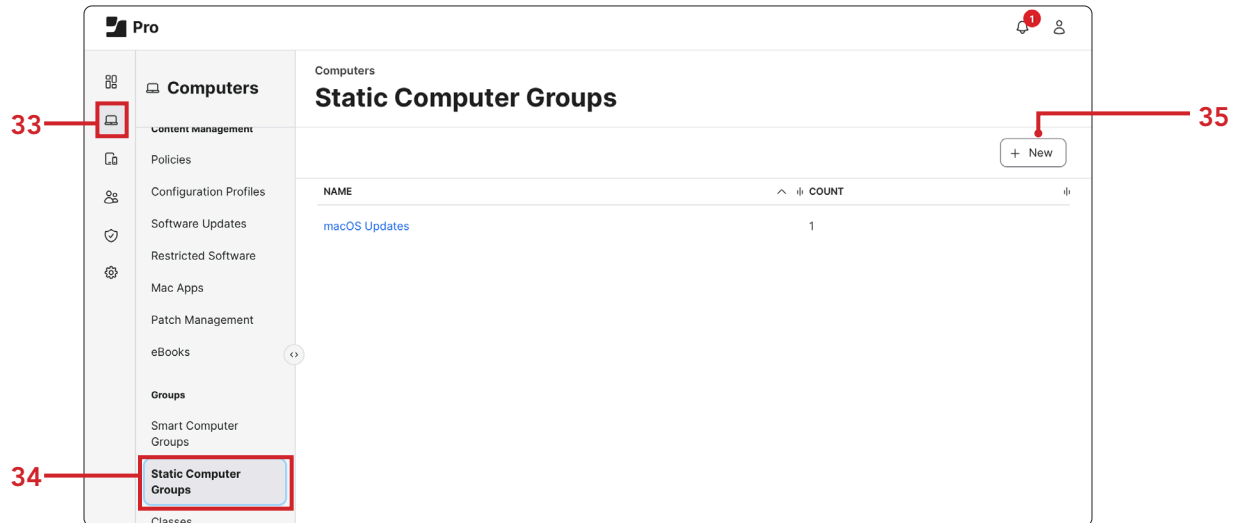 Pro
1
Computers
Content Management
Policies
Configuration Profiles
Software Updates
Restricted Software
Mac Apps
Patch Management
eBooks
Groups
Smart Computer
Groups
Static Computer
Groups
Classes
Computers
Static Computer Groups
+ New
NAME COUNT
macOS Updates 1
33
34
35